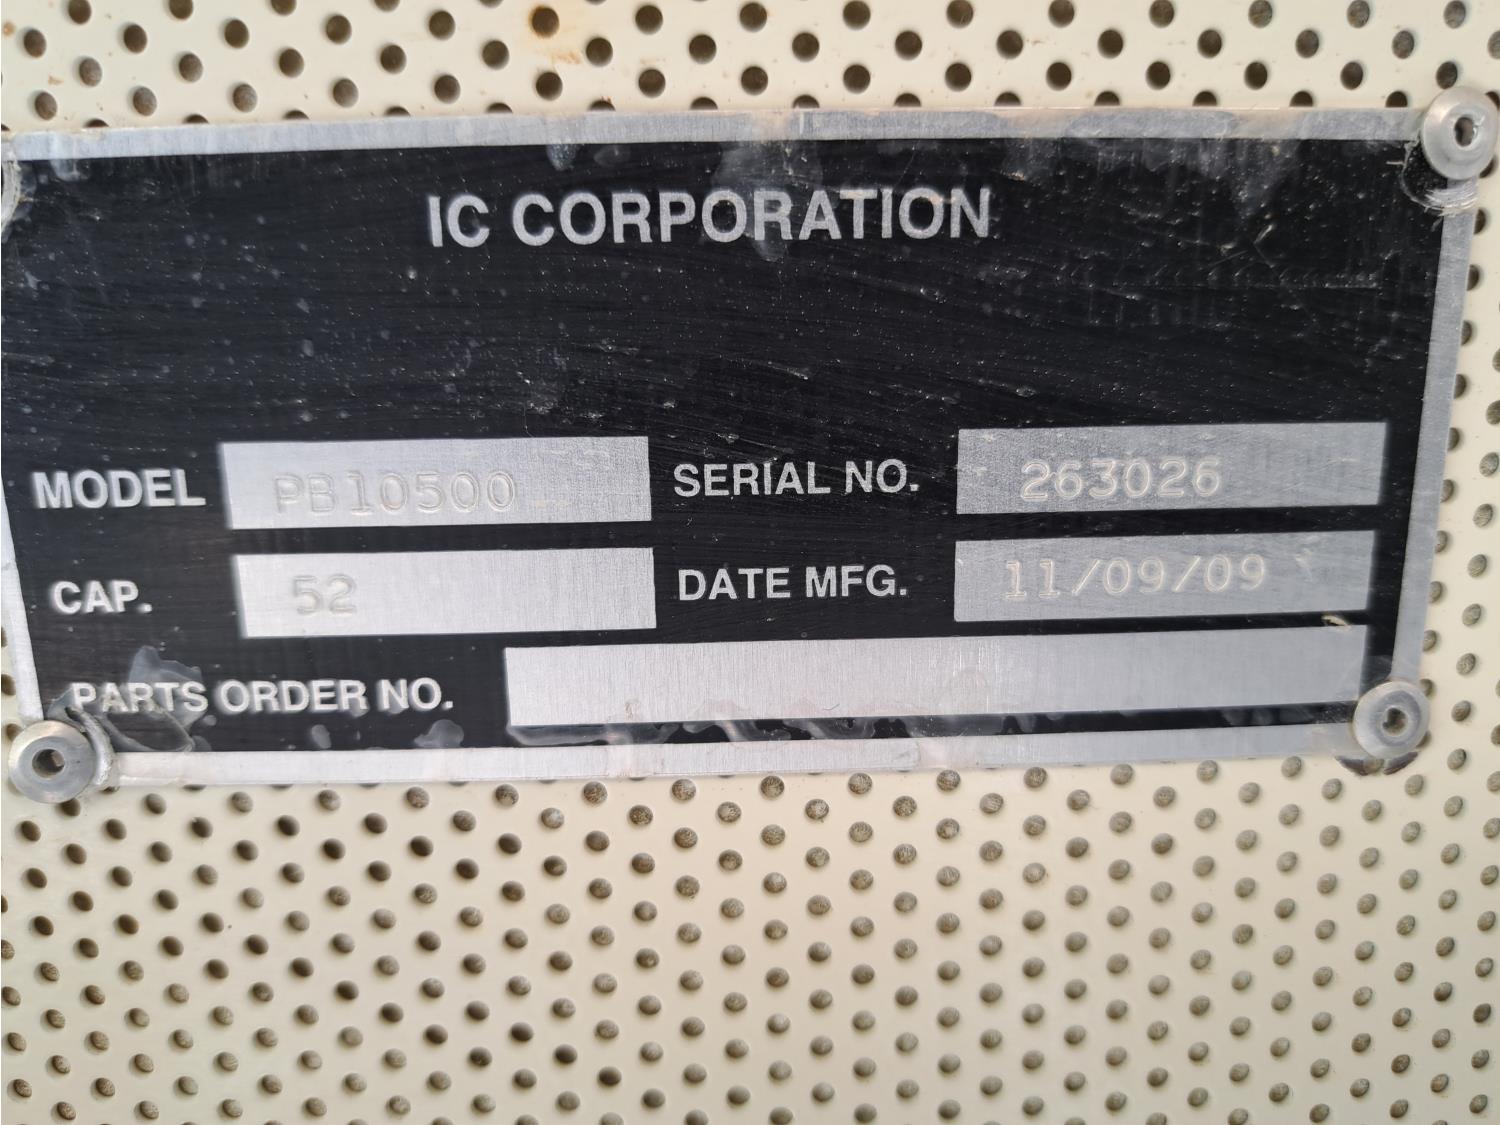 IC CORPORATION
MODEL PB10500 SERIAL NO. 263026
CAP. 52 DATE MFG. 11/09/09
PARTS ORDER NO.